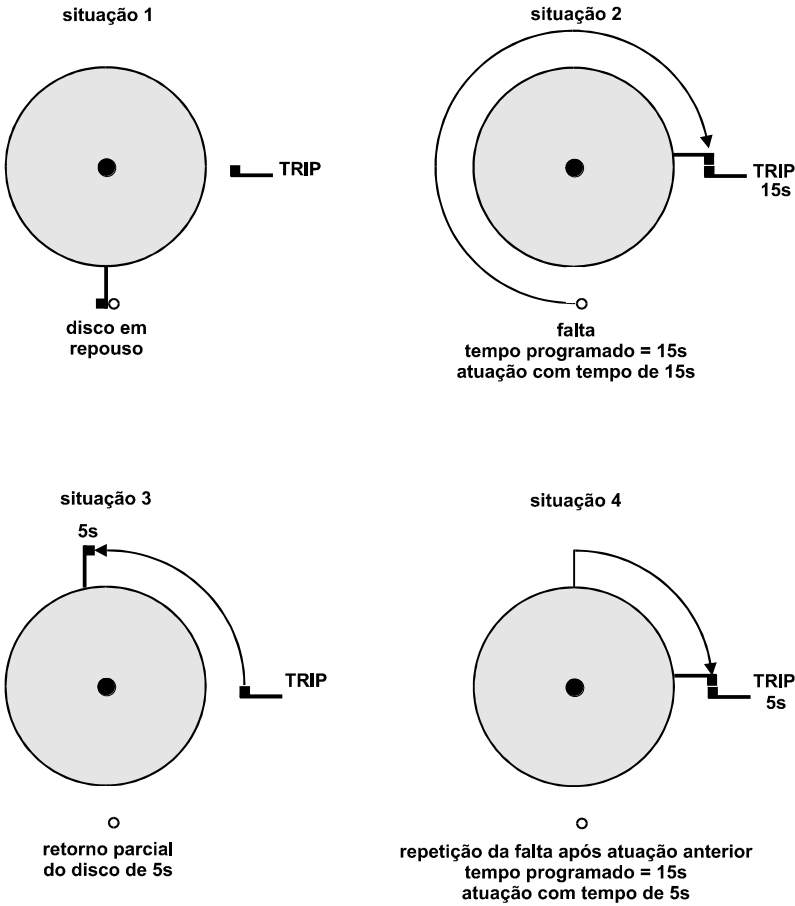 situação 1
TRIP
disco em
repouso
situação 2
TRIP
15s
falta
tempo programado = 15s
atuação com tempo de 15s
situação 3
5s
TRIP
retorno parcial
do disco de 5s
situação 4
TRIP
5s
repetição da falta após atuação anterior
tempo programado = 15s
atuação com tempo de 5s